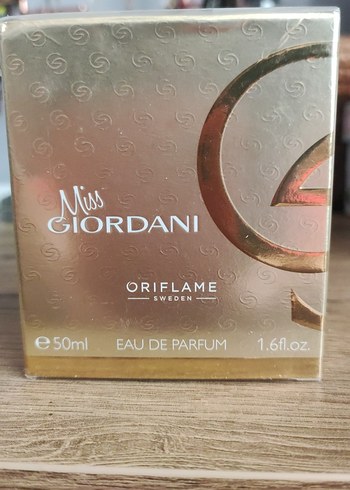 Miss
GIORDANI
ORIFLAME
SWEDEN
℮50ml EAU DE PARFUM 1.6fl.oz.